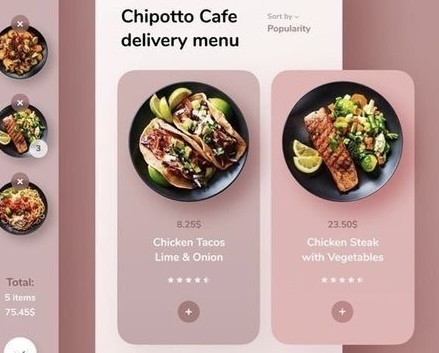 Chipotto Cafe
delivery menu
Sort by
Popularity
3
Total:
5 items
75.45$
8.25$
Chicken Tacos
Lime & Onion
+
23.50$
Chicken Steak
with Vegetables
+